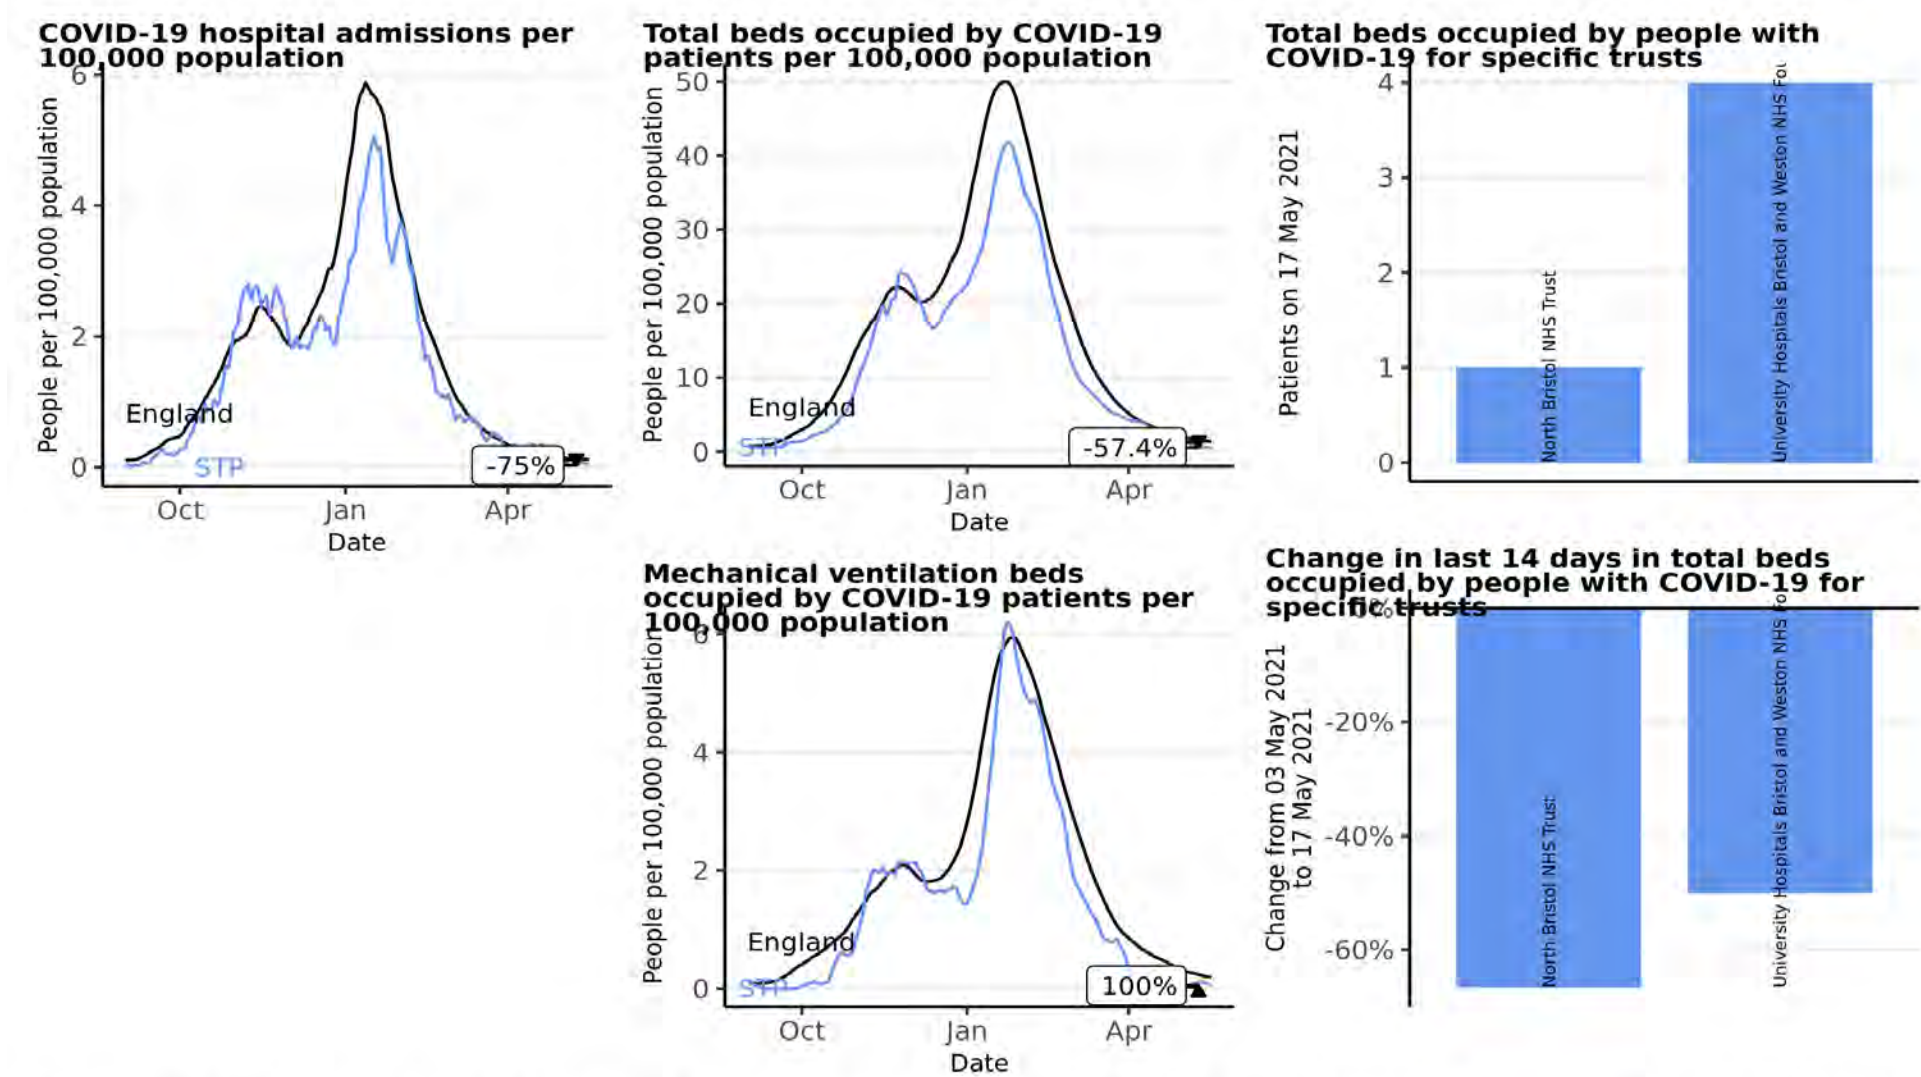 COVID-19 hospital admissions per
100,000 population
People per 100,000 population
6
4
2
0
England
STP
-75%
Oct
Jan
Apr
Date
Total beds occupied by COVID-19
patients per 100,000 population
People per 100,000 population
50
40
30
20
10
0
England
STP
-57.4%
Oct
Jan
Apr
Date
Total beds occupied by people with
COVID-19 for specific trusts
Patients on 17 May 2021
4
3
2
1
0
North Bristol NHS Trust
University Hospitals Bristol and Weston NHS Fou
Mechanical ventilation beds
occupied by COVID-19 patients per
100,000 population
People per 100,000 population
6
4
2
0
England
STP
100%
Oct
Jan
Apr
Date
Change in last 14 days in total beds
occupied by people with COVID-19 for
specific trusts
Change from 03 May 2021
to 17 May 2021
0%
-20%
-40%
-60%
North Bristol NHS Trust
University Hospitals Bristol and Weston NHS Fou